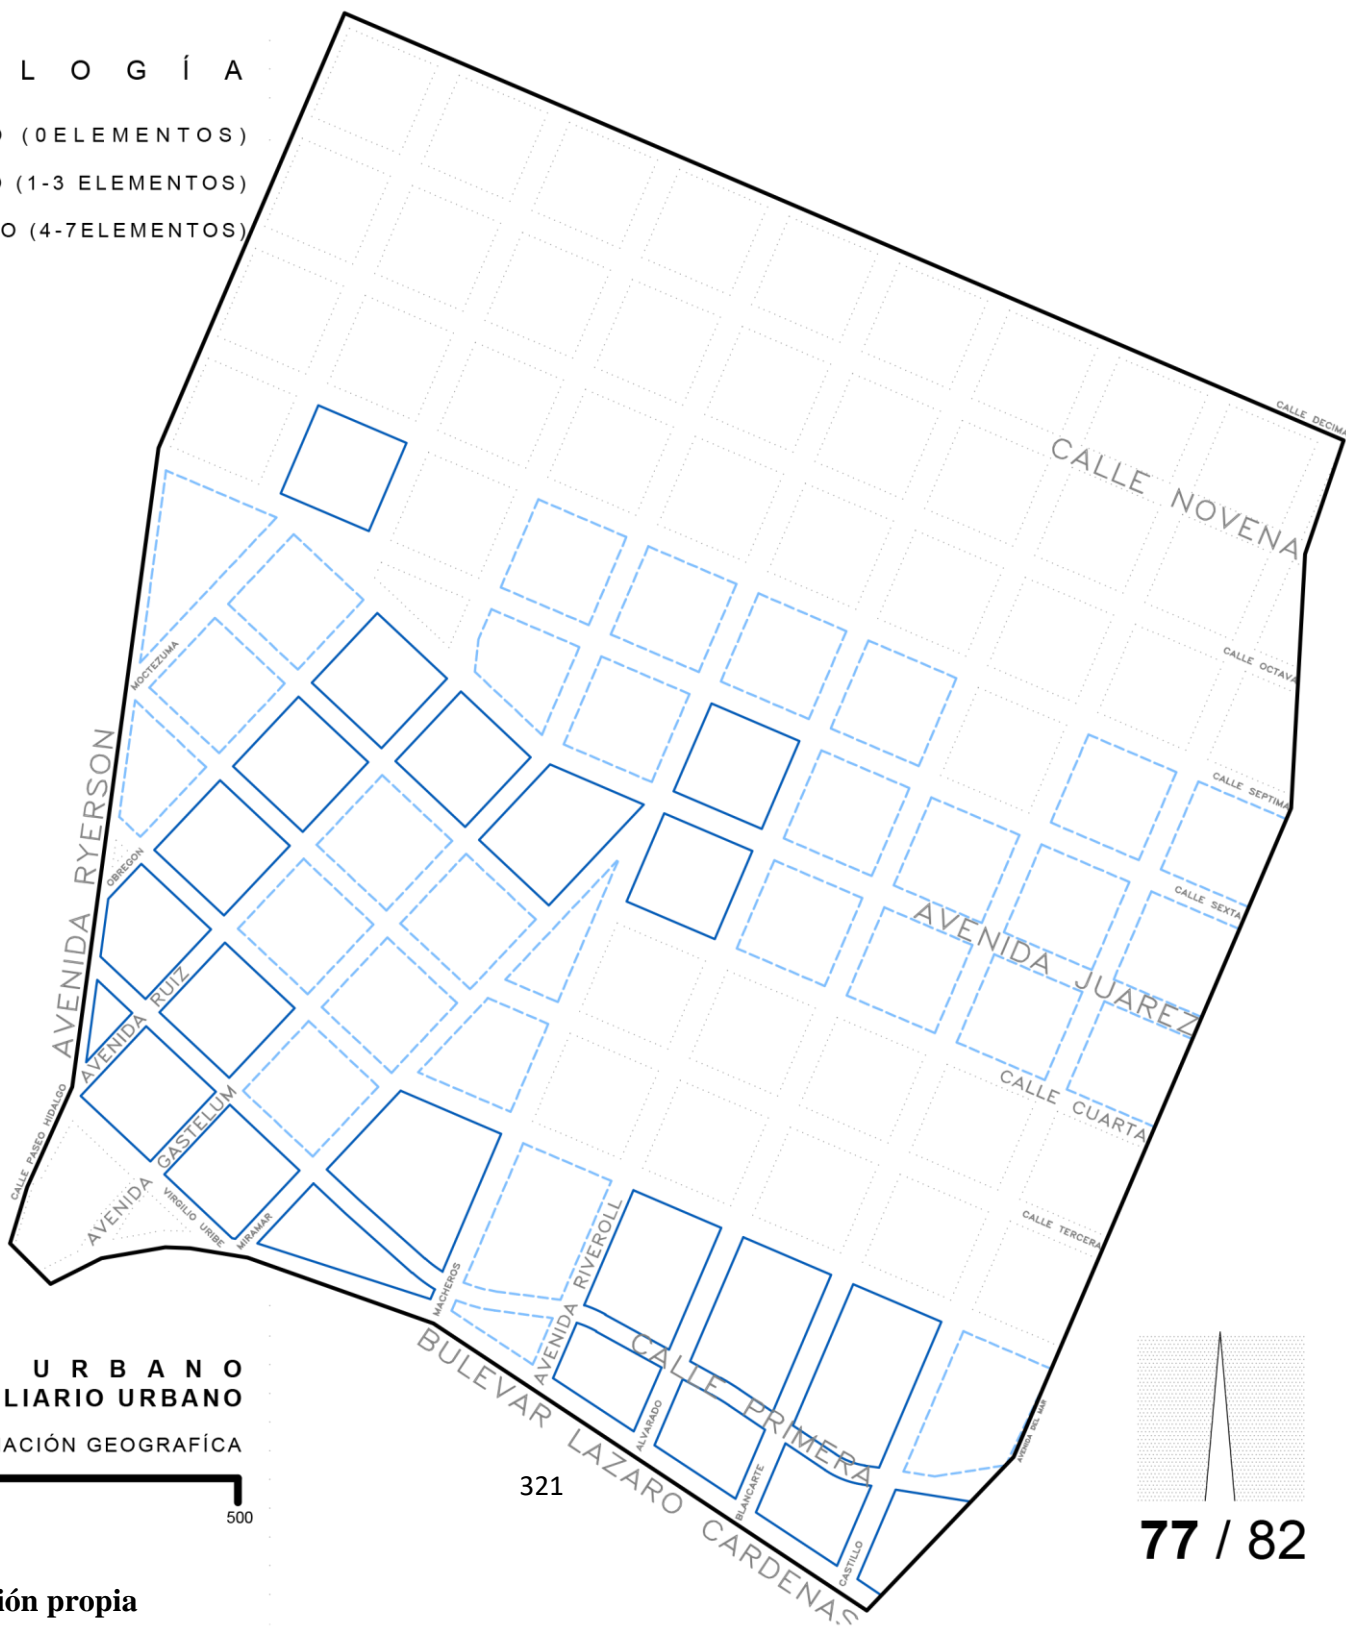 L O G Í A
(0ELEMENTOS)
(1-3 ELEMENTOS)
O (4-7ELEMENTOS)
CALLE DECIMA
CALLE NOVENA
CALLE OCTAVA
CALLE SEPTIMA
CALLE SEXTA
AVENIDA JUAREZ
CALLE CUARTA
CALLE TERCERA
MOCTEZUMA
AVENIDA RYERSON
OBREGON
AVENIDA RUIZ
AVENIDA GASTELUM
CALLE PASEO HIDALGO
VIRGILIO URIBE
MIRAMAR
MACHEROS
AVENIDA RIVEROLL
CALLE PRIMERA
ALVARADO
BLANCARTE
CASTILLO
AVENIDA DEL MAR
BULEVAR LAZARO CARDENAS
U R B A N O
LIARIO URBANO
ACIÓN GEOGRAFÍCA
500
321
77 / 82
ión propia